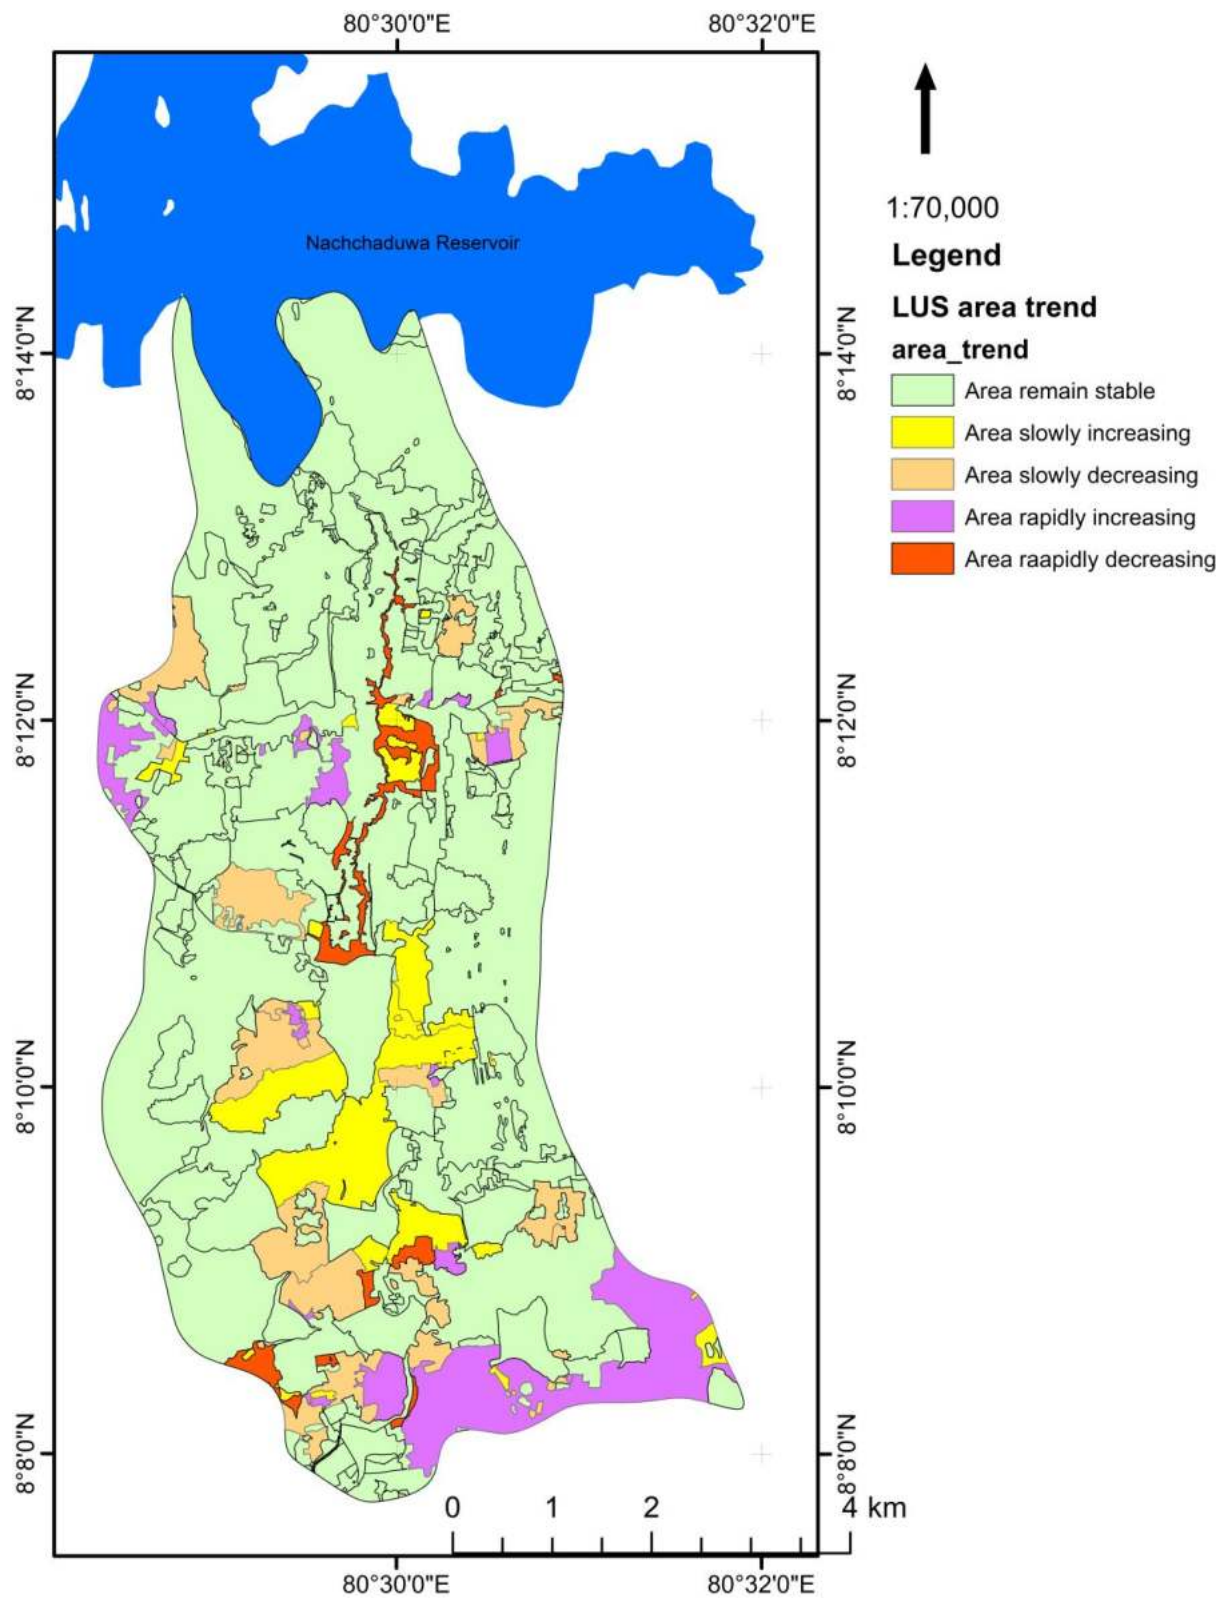 80°30'0"E
80°32'0"E
1:70,000
Nachchaduwa Reservoir
Legend
LUS area trend
area_trend
8°14'0"N
8°14'0"N
Area remain stable
Area slowly increasing
Area slowly decreasing
Area rapidly increasing
Area raapidly decreasing
8°12'0"N
8°12'0"N
8°10'0"N
8°10'0"N
8°8'0"N
8°8'0"N
0 1 2 4 km
80°30'0"E
80°32'0"E